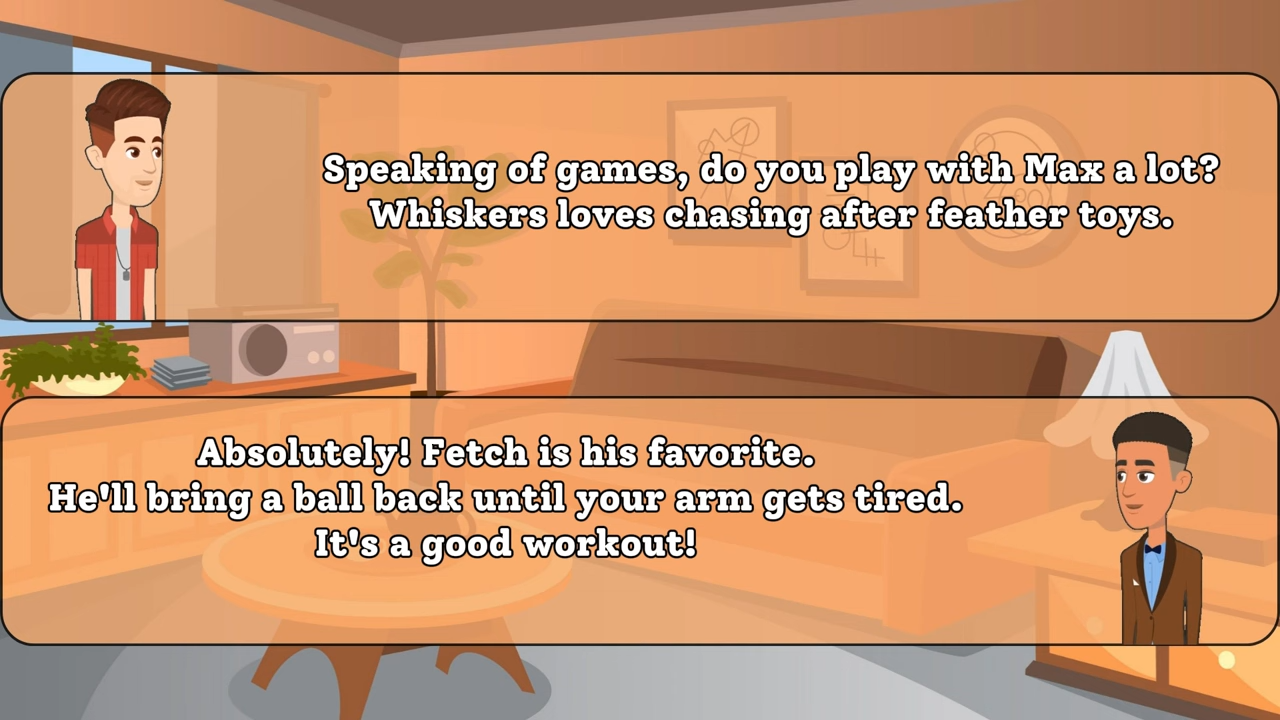 Speaking of games, do you play with Max a lot?
Whiskers loves chasing after feather toys.
Absolutely! Fetch is his favorite.
He'll bring a ball back until your arm gets tired.
It's a good workout!